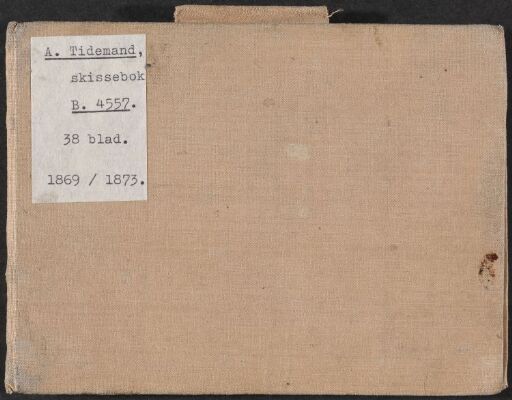 A. Tidemand,
skissebok
B. 4557.
38 blad.
1869 / 1873.